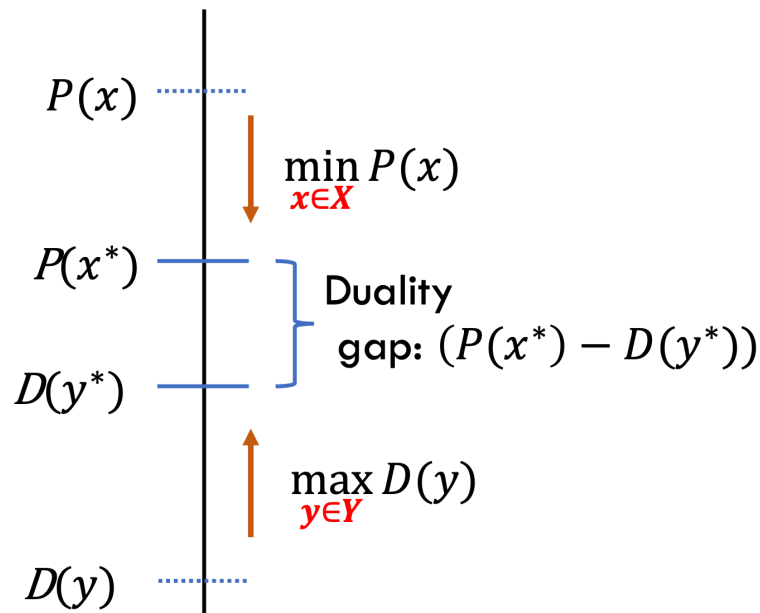 P(x)
min P(x)
x∈X
P(x*)
Duality
gap: (P(x*) − D(y*))
D(y*)
max D(y)
y∈Y
D(y)